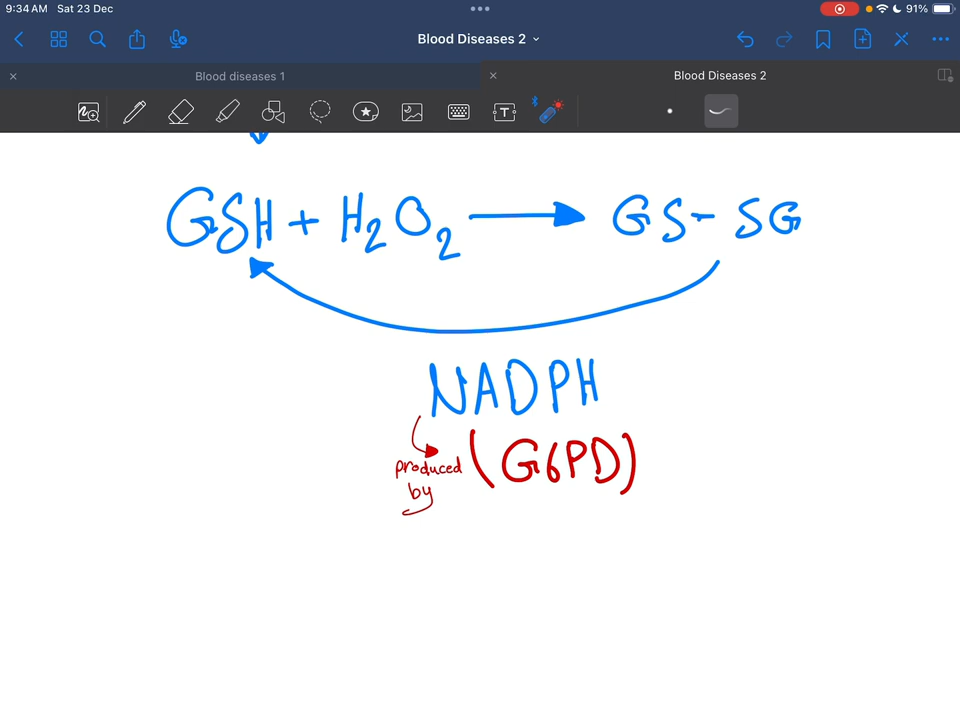 9:34 AM Sat 23 Dec 91%
Blood Diseases 2
Blood diseases 1
Blood Diseases 2
GSH + H₂O₂ → GS - SG
NADPH
produced by (G6PD)